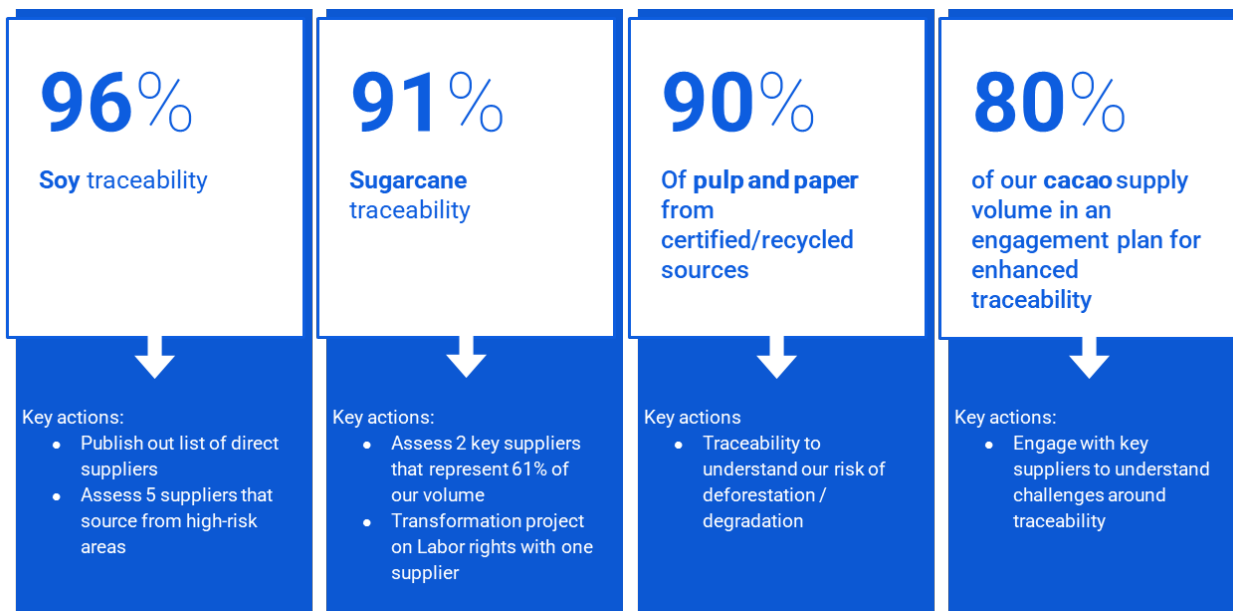 96%
Soy traceability
Key actions:
● Publish out list of direct
suppliers
● Assess 5 suppliers that
source from high-risk
areas
91%
Sugarcane
traceability
Key actions:
● Assess 2 key suppliers
that represent 61% of
our volume
● Transformation project
on Labor rights with one
supplier
90%
Of pulp and paper
from
certified/recycled
sources
Key actions
● Traceability to
understand our risk of
deforestation /
degradation
80%
of our cacao supply
volume in an
engagement plan for
enhanced
traceability
Key actions:
● Engage with key
suppliers to understand
challenges around
traceability